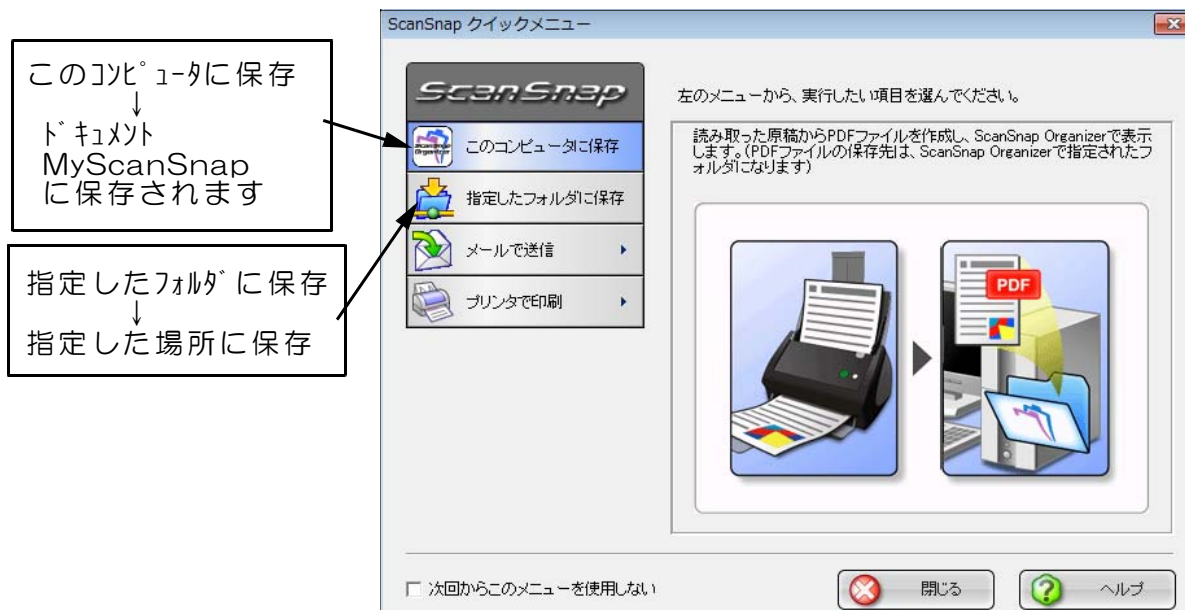 ScanSnap クイックメニュー
このｺﾝﾋﾟｭｰﾀに保存
↓
ﾄﾞｷｭﾒﾝﾄ
MyScanSnap
に保存されます
指定したﾌｫﾙﾀﾞに保存
↓
指定した場所に保存
ScanSnap
ScanSnap
Organizer
このコンピュータに保存
指定したフォルダに保存
メールで送信
プリンタで印刷
左のメニューから、実行したい項目を選んでください。
読み取った原稿からPDFファイルを作成し、ScanSnap Organizerで表示
します。(PDFファイルの保存先は、ScanSnap Organizerで指定されたフ
ォルダになります)
PDF
次回からこのメニューを使用しない
閉じる
ヘルプ